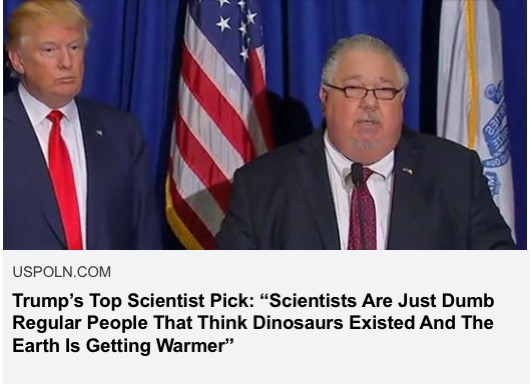 USPOLN.COM
Trump’s Top Scientist Pick: “Scientists Are Just Dumb
Regular People That Think Dinosaurs Existed And The
Earth Is Getting Warmer”